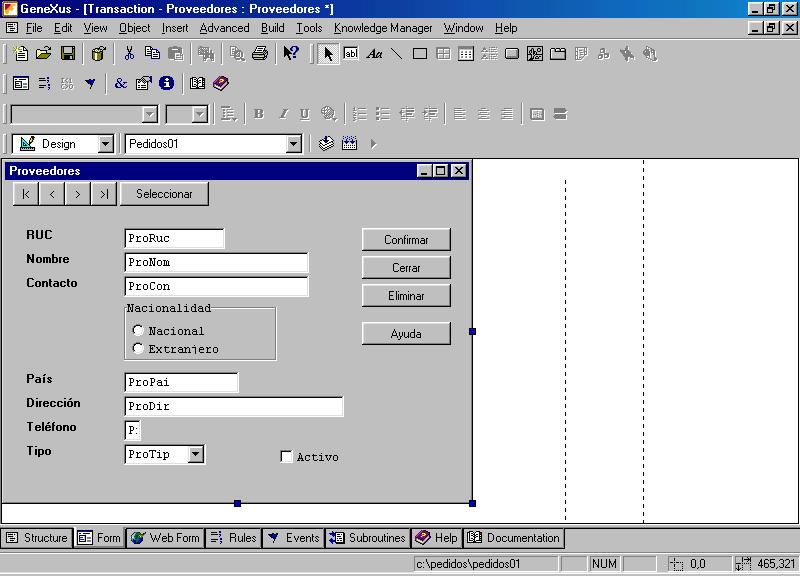 GeneXus - [Transaction - Proveedores : Proveedores *]
File Edit View Object Insert Advanced Build Tools Knowledge Manager Window Help
Design Pedidos01
Proveedores
Seleccionar
RUC ProRuc Confirmar
Nombre ProNom Cerrar
Contacto ProCon Eliminar
Nacionalidad
Nacional Ayuda
Extranjero
País ProPai
Dirección ProDir
Teléfono P:
Tipo ProTip Activo
Structure Form Web Form Rules Events Subroutines Help Documentation
c:\pedidos\pedidos01 NUM 0,0 465,321